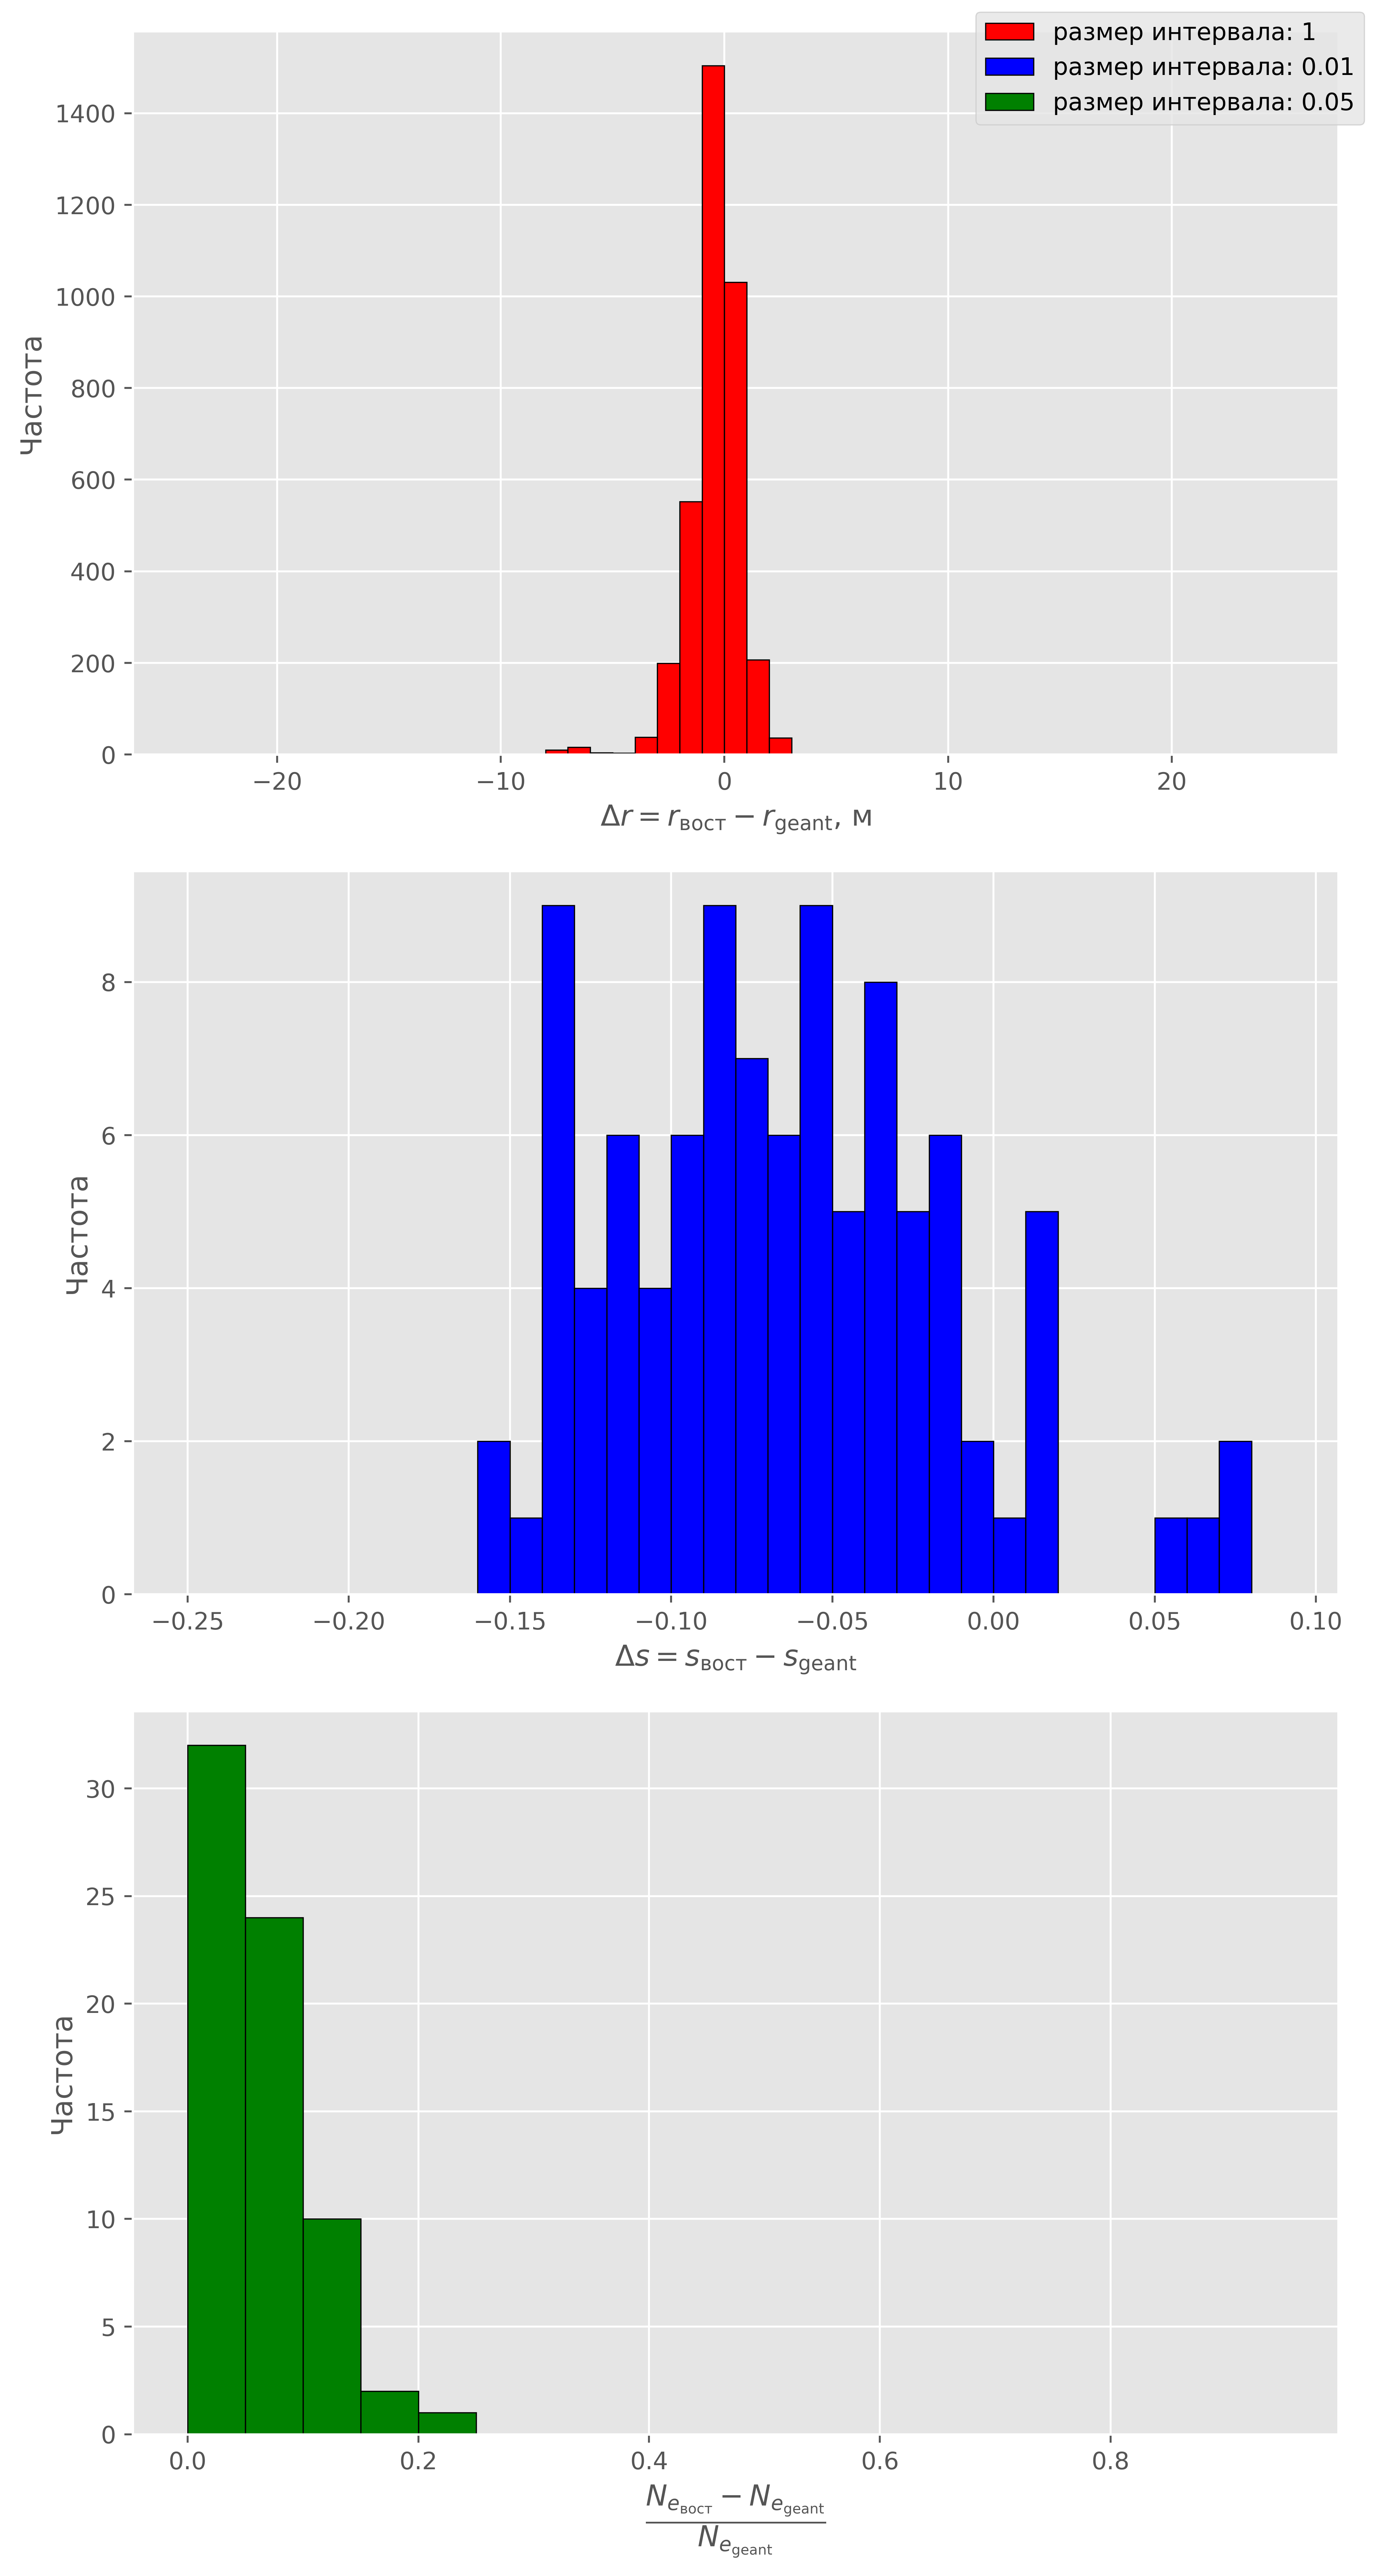 размер интервала: 1
размер интервала: 0.01
размер интервала: 0.05
1400
1200
1000
800
600
400
200
0
Частота
−20 −10 0 10 20
Δr = r_вост − r_geant, м
8
6
4
2
0
Частота
−0.25 −0.20 −0.15 −0.10 −0.05 0.00 0.05 0.10
Δs = s_вост − s_geant
30
25
20
15
10
5
0
Частота
0.0 0.2 0.4 0.6 0.8
N_e_вост − N_e_geant
N_e_geant